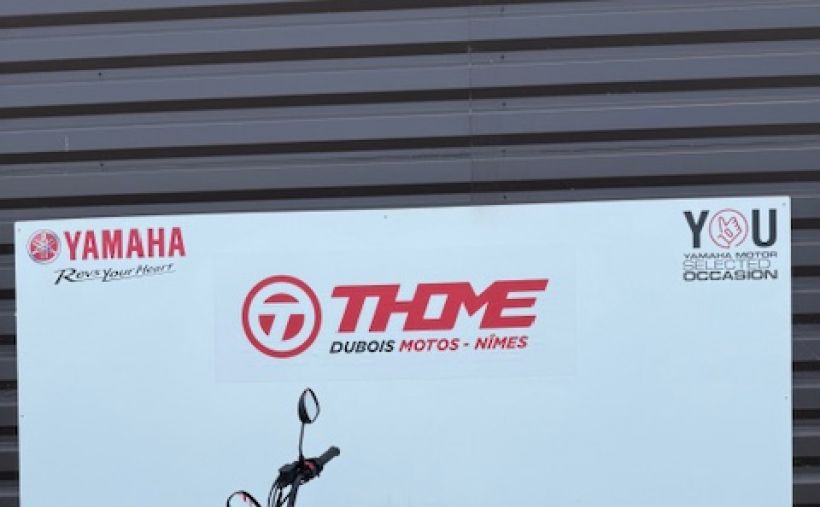 YAMAHA
Revs Your Heart
YOU
YAMAHA MOTOR
SELECTED
OCCASION
THOME
DUBOIS MOTOS - NÎMES